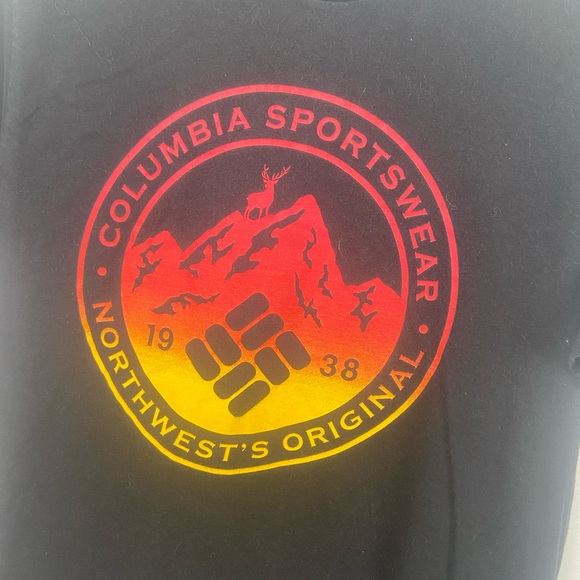 COLUMBIA SPORTSWEAR
19 38
NORTHWEST'S ORIGINAL